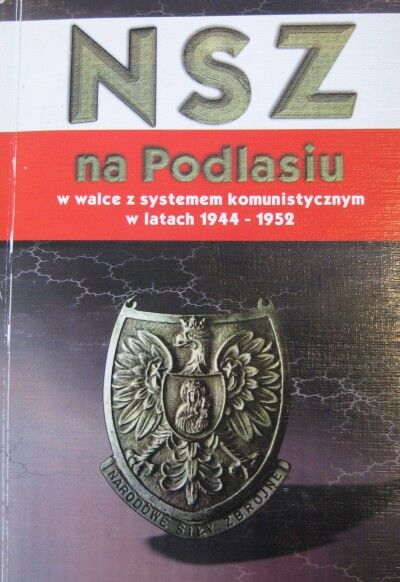 NSZ
na Podlasiu
w walce z systemem komunistycznym
w latach 1944 - 1952
NARODOWE SIŁY ZBROJNE